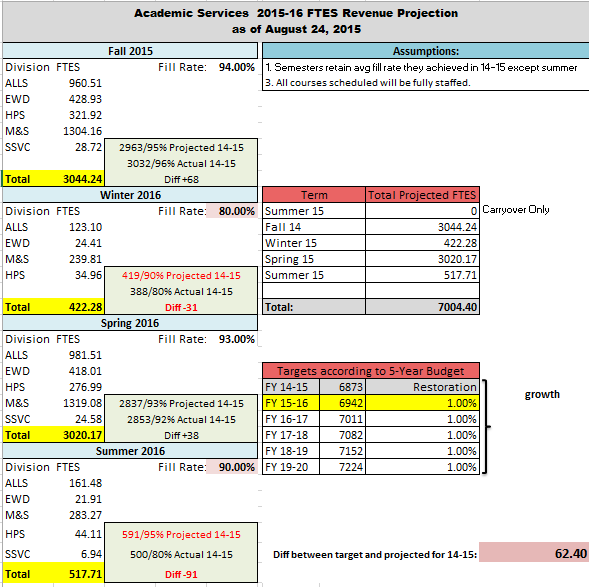 Academic Services 2015-16 FTES Revenue Projection
as of August 24, 2015
Fall 2015
Division FTES Fill Rate: 94.00%
ALLS 960.51
EWD 428.93
HPS 321.92
M&S 1304.16
SSVC 28.72 2963/95% Projected 14-15
3032/96% Actual 14-15
Total 3044.24 Diff +68
Assumptions:
1. Semesters retain avg fill rate they achieved in 14-15 except summer
3. All courses scheduled will be fully staffed.
Winter 2016
Division FTES Fill Rate: 80.00%
ALLS 123.10
EWD 24.41
M&S 239.81
HPS 34.96 419/90% Projected 14-15
388/80% Actual 14-15
Total 422.28 Diff -31
Term Total Projected FTES
Summer 15 0 Carryover Only
Fall 14 3044.24
Winter 15 422.28
Spring 15 3020.17
Summer 15 517.71
Total: 7004.40
Spring 2016
Division FTES Fill Rate: 93.00%
ALLS 981.51
EWD 418.01
HPS 276.99
M&S 1319.08 2837/93% Projected 14-15
SSVC 24.58 2853/92% Actual 14-15
Total 3020.17 Diff +38
Targets according to 5-Year Budget
FY 14-15 6873 Restoration
FY 15-16 6942 1.00%
FY 16-17 7011 1.00%
FY 17-18 7082 1.00%
FY 18-19 7152 1.00%
FY 19-20 7224 1.00%
growth
Summer 2016
Division FTES Fill Rate: 90.00%
ALLS 161.48
EWD 21.91
M&S 283.27
HPS 44.11 591/95% Projected 14-15
SSVC 6.94 500/80% Actual 14-15
Total 517.71 Diff -91
Diff between target and projected for 14-15: 62.40